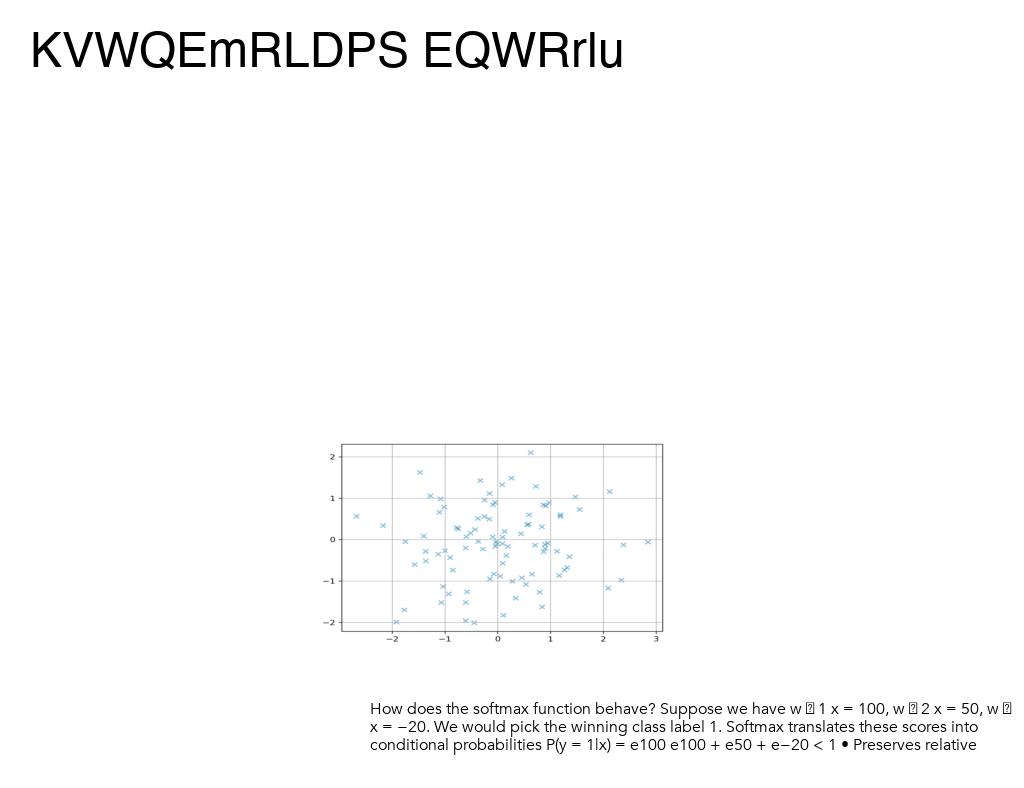 KVWQEmRLDPS EQWRrlu
2
1
0
−1
−2
−2 −1 0 1 2 3
How does the softmax function behave? Suppose we have w � 1 x = 100, w � 2 x = 50, w �
x = −20. We would pick the winning class label 1. Softmax translates these scores into
conditional probabilities P(y = 1|x) = e100 e100 + e50 + e−20 < 1 • Preserves relative